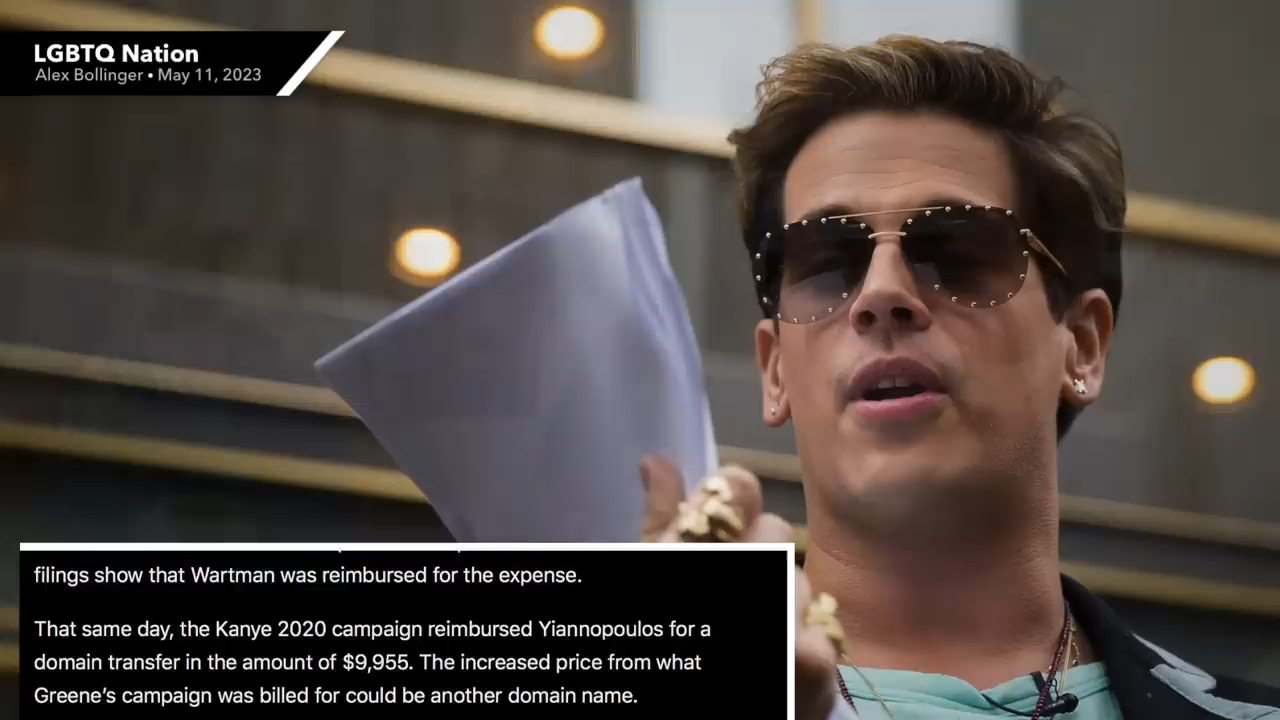 LGBTQ Nation
Alex Bollinger • May 11, 2023
filings show that Wartman was reimbursed for the expense.
That same day, the Kanye 2020 campaign reimbursed Yiannopoulos for a
domain transfer in the amount of $9,955. The increased price from what
Greene’s campaign was billed for could be another domain name.